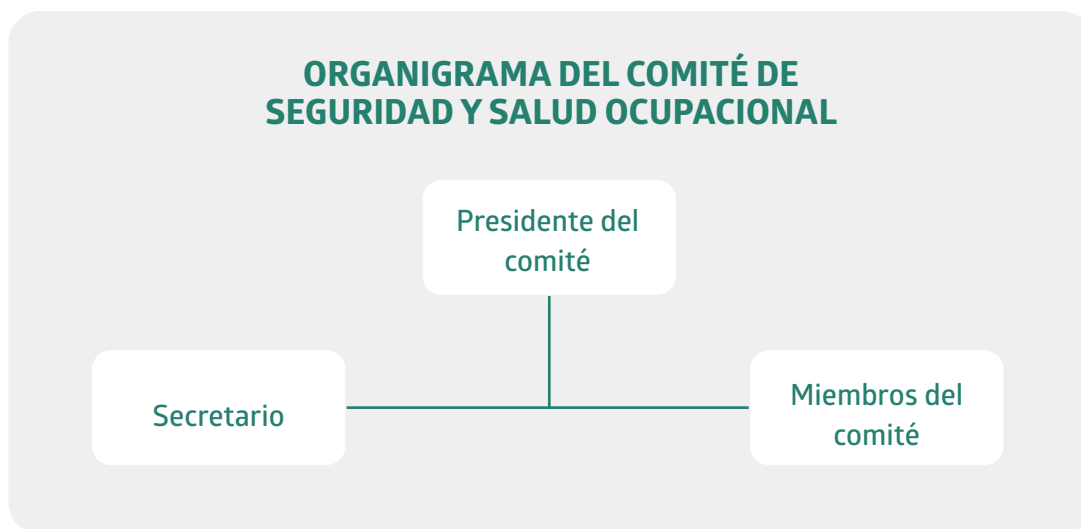 ORGANIGRAMA DEL COMITÉ DE
SEGURIDAD Y SALUD OCUPACIONAL
Presidente del
comité
Secretario
Miembros del
comité